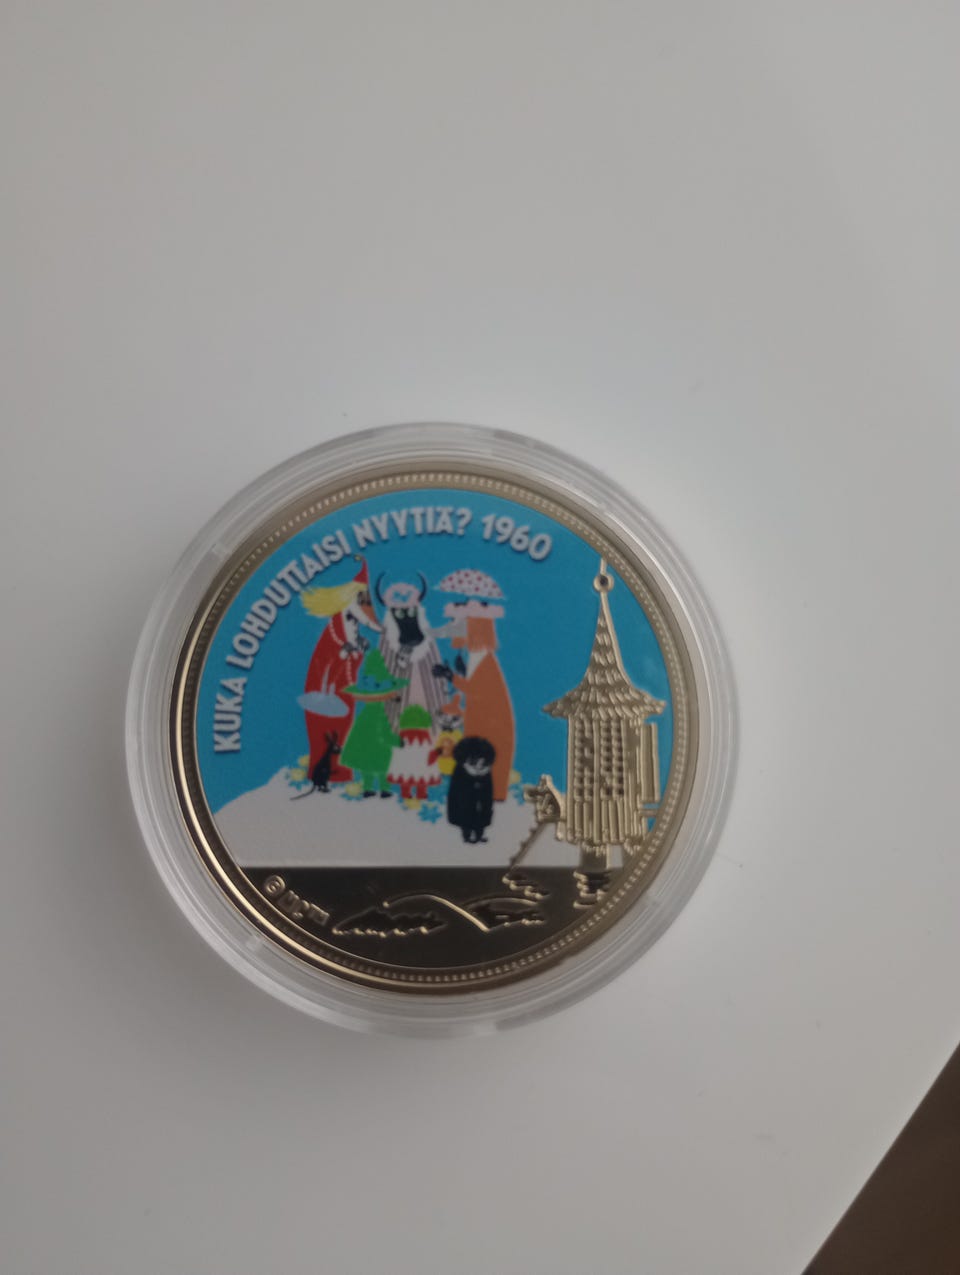 KUKA LOHDUTTAISI NYYTIÄ? 1960
©